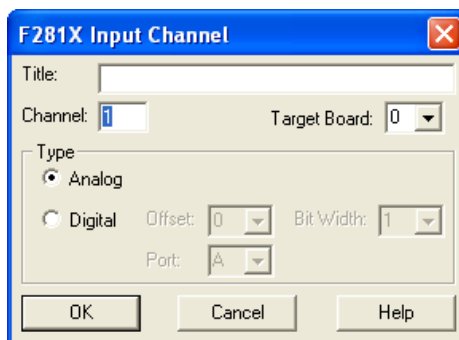 F281X Input Channel
Title:
Channel: 1 Target Board: 0
Type
Analog
Digital Offset: 0 Bit Width: 1
Port: A
OK Cancel Help